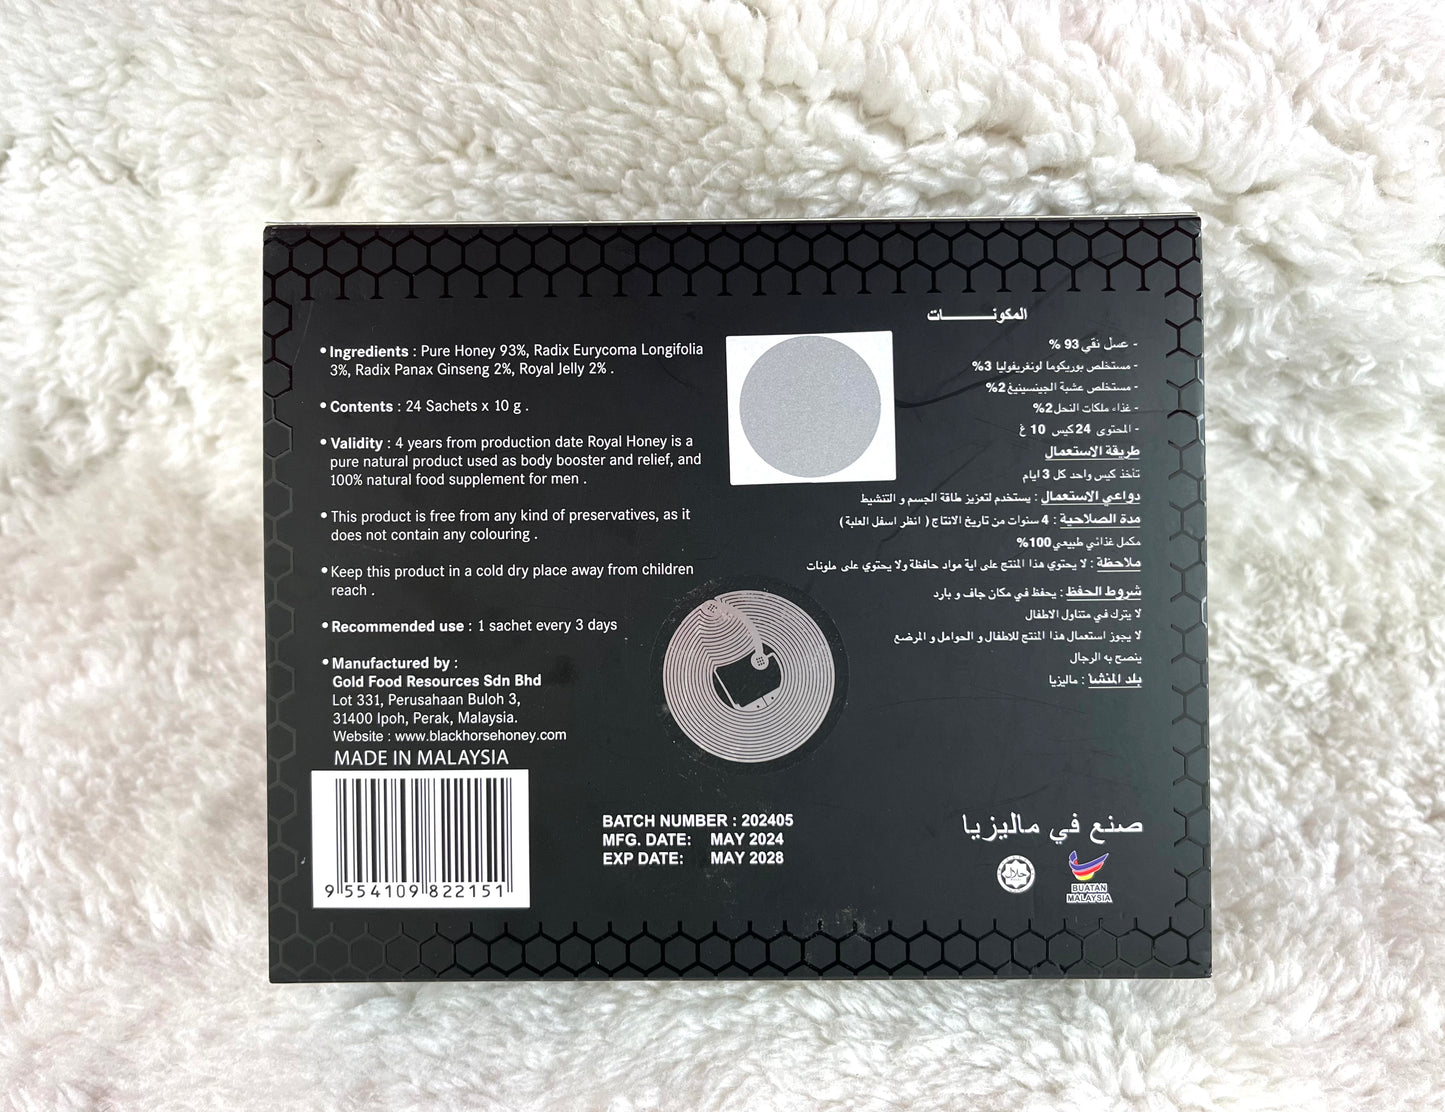 • Ingredients : Pure Honey 93%, Radix Eurycoma Longifolia
3%, Radix Panax Ginseng 2%, Royal Jelly 2% .
• Contents : 24 Sachets x 10 g .
• Validity : 4 years from production date Royal Honey is a
pure natural product used as body booster and relief, and
100% natural food supplement for men .
• This product is free from any kind of preservatives, as it
does not contain any colouring .
• Keep this product in a cold dry place away from children
reach .
• Recommended use : 1 sachet every 3 days
• Manufactured by :
Gold Food Resources Sdn Bhd
Lot 331, Perusahaan Buloh 3,
31400 Ipoh, Perak, Malaysia.
Website : www.blackhorsehoney.com
MADE IN MALAYSIA
9 554109 822151
BATCH NUMBER : 202405
MFG. DATE: MAY 2024
EXP DATE: MAY 2028
المكونــــــات
- عسل نقي 93 %
- مستخلص بوريكوما لونغريفوليا 3%
- مستخلص عشبة الجينسينيغ 2%
- غذاء ملكات النحل 2%
- المحتوى 24 كيس 10 غ
طريقة الاستعمال
تأخذ كيس واحد كل 3 ايام
دواعي الاستعمال : يستخدم لتعزيز طاقة الجسم و التنشيط
مدة الصلاحية : 4 سنوات من تاريخ الانتاج ( انظر اسفل العلبة )
مكمل غذائي طبيعي 100%
ملاحظة : لا يحتوي هذا المنتج على اية مواد حافظة ولا يحتوي على ملونات
شروط الحفظ : يحفظ في مكان جاف و بارد
لا يترك في متناول الاطفال
لا يجوز استعمال هذا المنتج للاطفال و الحوامل و المرضع
ينصح به الرجال
بلد المنشأ : ماليزيا
صنع في ماليزيا
حلال
BUATAN
MALAYSIA